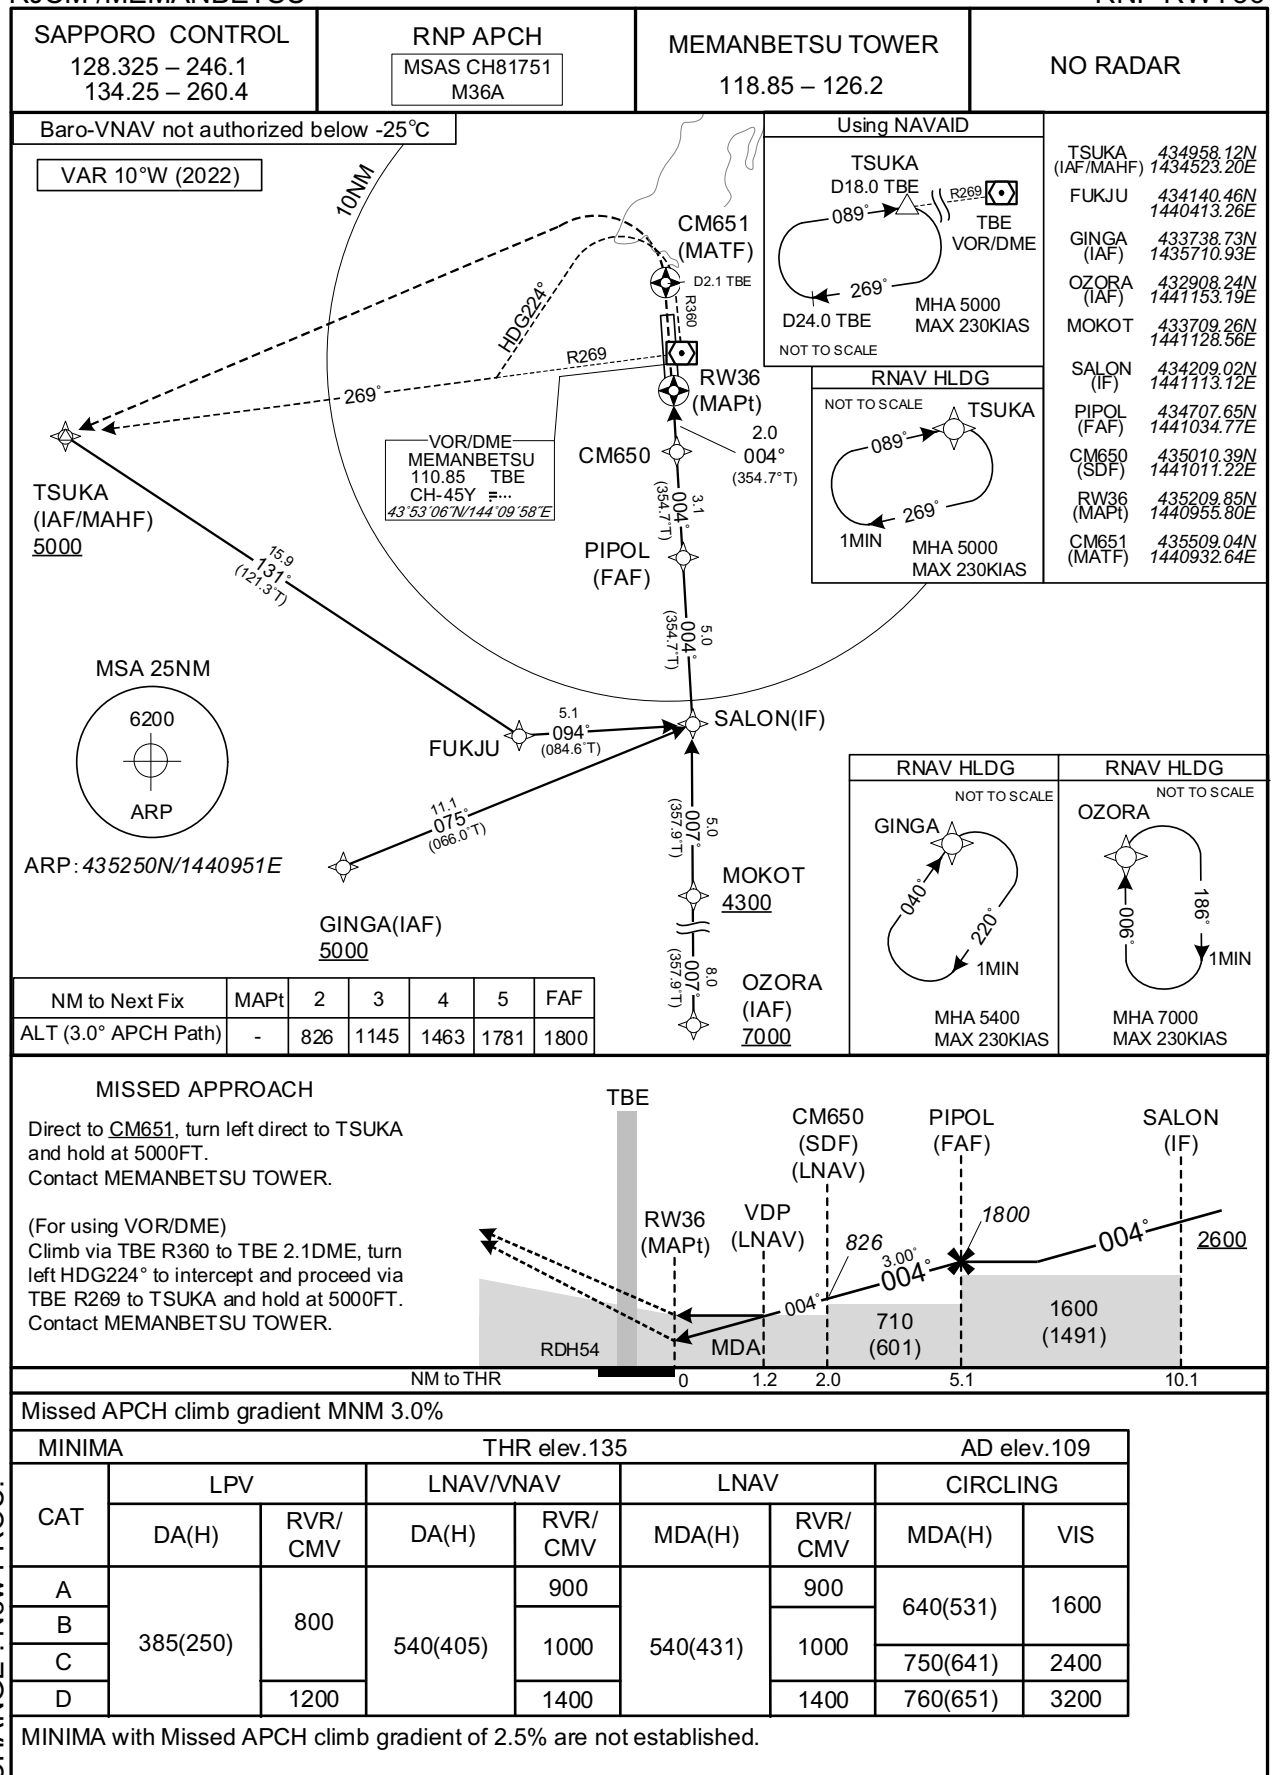 RJCM /MEMANBETSU
RNP RWY36
SAPPORO CONTROL
128.325 – 246.1
134.25 – 260.4
RNP APCH
MSAS CH81751
M36A
MEMANBETSU TOWER
118.85 – 126.2
NO RADAR
Baro-VNAV not authorized below -25°C
VAR 10°W (2022)
10NM
CM651
(MATF)
D2.1 TBE
R360
HDG224°
R269
269°
RW36
(MAPt)
2.0
004°
(354.7°T)
CM650
VOR/DME
MEMANBETSU
110.85 TBE
CH-45Y
43°53'06"N/144°09'58"E
3.1
004°
(354.7°T)
PIPOL
(FAF)
5.0
004°
(354.7°T)
TSUKA
(IAF/MAHF)
5000
15.9
131°
(121.3°T)
MSA 25NM
6200
ARP
ARP: 435250N/1440951E
FUKJU
5.1
094°
(084.6°T)
SALON(IF)
11.1
075°
(066.0°T)
GINGA(IAF)
5000
5.0
007°
(357.9°T)
MOKOT
4300
8.0
007°
(357.9°T)
OZORA
(IAF)
7000
Using NAVAID
TSUKA
D18.0 TBE
R269
089°
TBE
VOR/DME
269°
D24.0 TBE
MHA 5000
MAX 230KIAS
NOT TO SCALE
RNAV HLDG
NOT TO SCALE
TSUKA
089°
269°
1MIN
MHA 5000
MAX 230KIAS
TSUKA 434958.12N
(IAF/MAHF) 1434523.20E
FUKJU 434140.46N
1440413.26E
GINGA 433738.73N
(IAF) 1435710.93E
OZORA 432908.24N
(IAF) 1441153.19E
MOKOT 433709.26N
1441128.56E
SALON 434209.02N
(IF) 1441113.12E
PIPOL 434707.65N
(FAF) 1441034.77E
CM650 435010.39N
(SDF) 1441011.22E
RW36 435209.85N
(MAPt) 1440955.80E
CM651 435509.04N
(MATF) 1440932.64E
RNAV HLDG
NOT TO SCALE
GINGA
040°
220°
1MIN
MHA 5400
MAX 230KIAS
RNAV HLDG
NOT TO SCALE
OZORA
006°
186°
1MIN
MHA 7000
MAX 230KIAS
NM to Next Fix MAPt 2 3 4 5 FAF
ALT (3.0° APCH Path) - 826 1145 1463 1781 1800
MISSED APPROACH
Direct to CM651, turn left direct to TSUKA
and hold at 5000FT.
Contact MEMANBETSU TOWER.
(For using VOR/DME)
Climb via TBE R360 to TBE 2.1DME, turn
left HDG224° to intercept and proceed via
TBE R269 to TSUKA and hold at 5000FT.
Contact MEMANBETSU TOWER.
TBE
RW36
(MAPt)
VDP
(LNAV)
CM650
(SDF)
(LNAV)
PIPOL
(FAF)
SALON
(IF)
826
1800
3.00°
004°
004°
004°
2600
710
(601)
1600
(1491)
RDH54
MDA
NM to THR 0 1.2 2.0 5.1 10.1
Missed APCH climb gradient MNM 3.0%
MINIMA THR elev.135 AD elev.109
CAT LPV LNAV/VNAV LNAV CIRCLING
DA(H) RVR/CMV DA(H) RVR/CMV MDA(H) RVR/CMV MDA(H) VIS
A 385(250) 800 540(405) 900 540(431) 900 640(531) 1600
B 1000 1000
C 750(641) 2400
D 1200 1400 1400 760(651) 3200
MINIMA with Missed APCH climb gradient of 2.5% are not established.